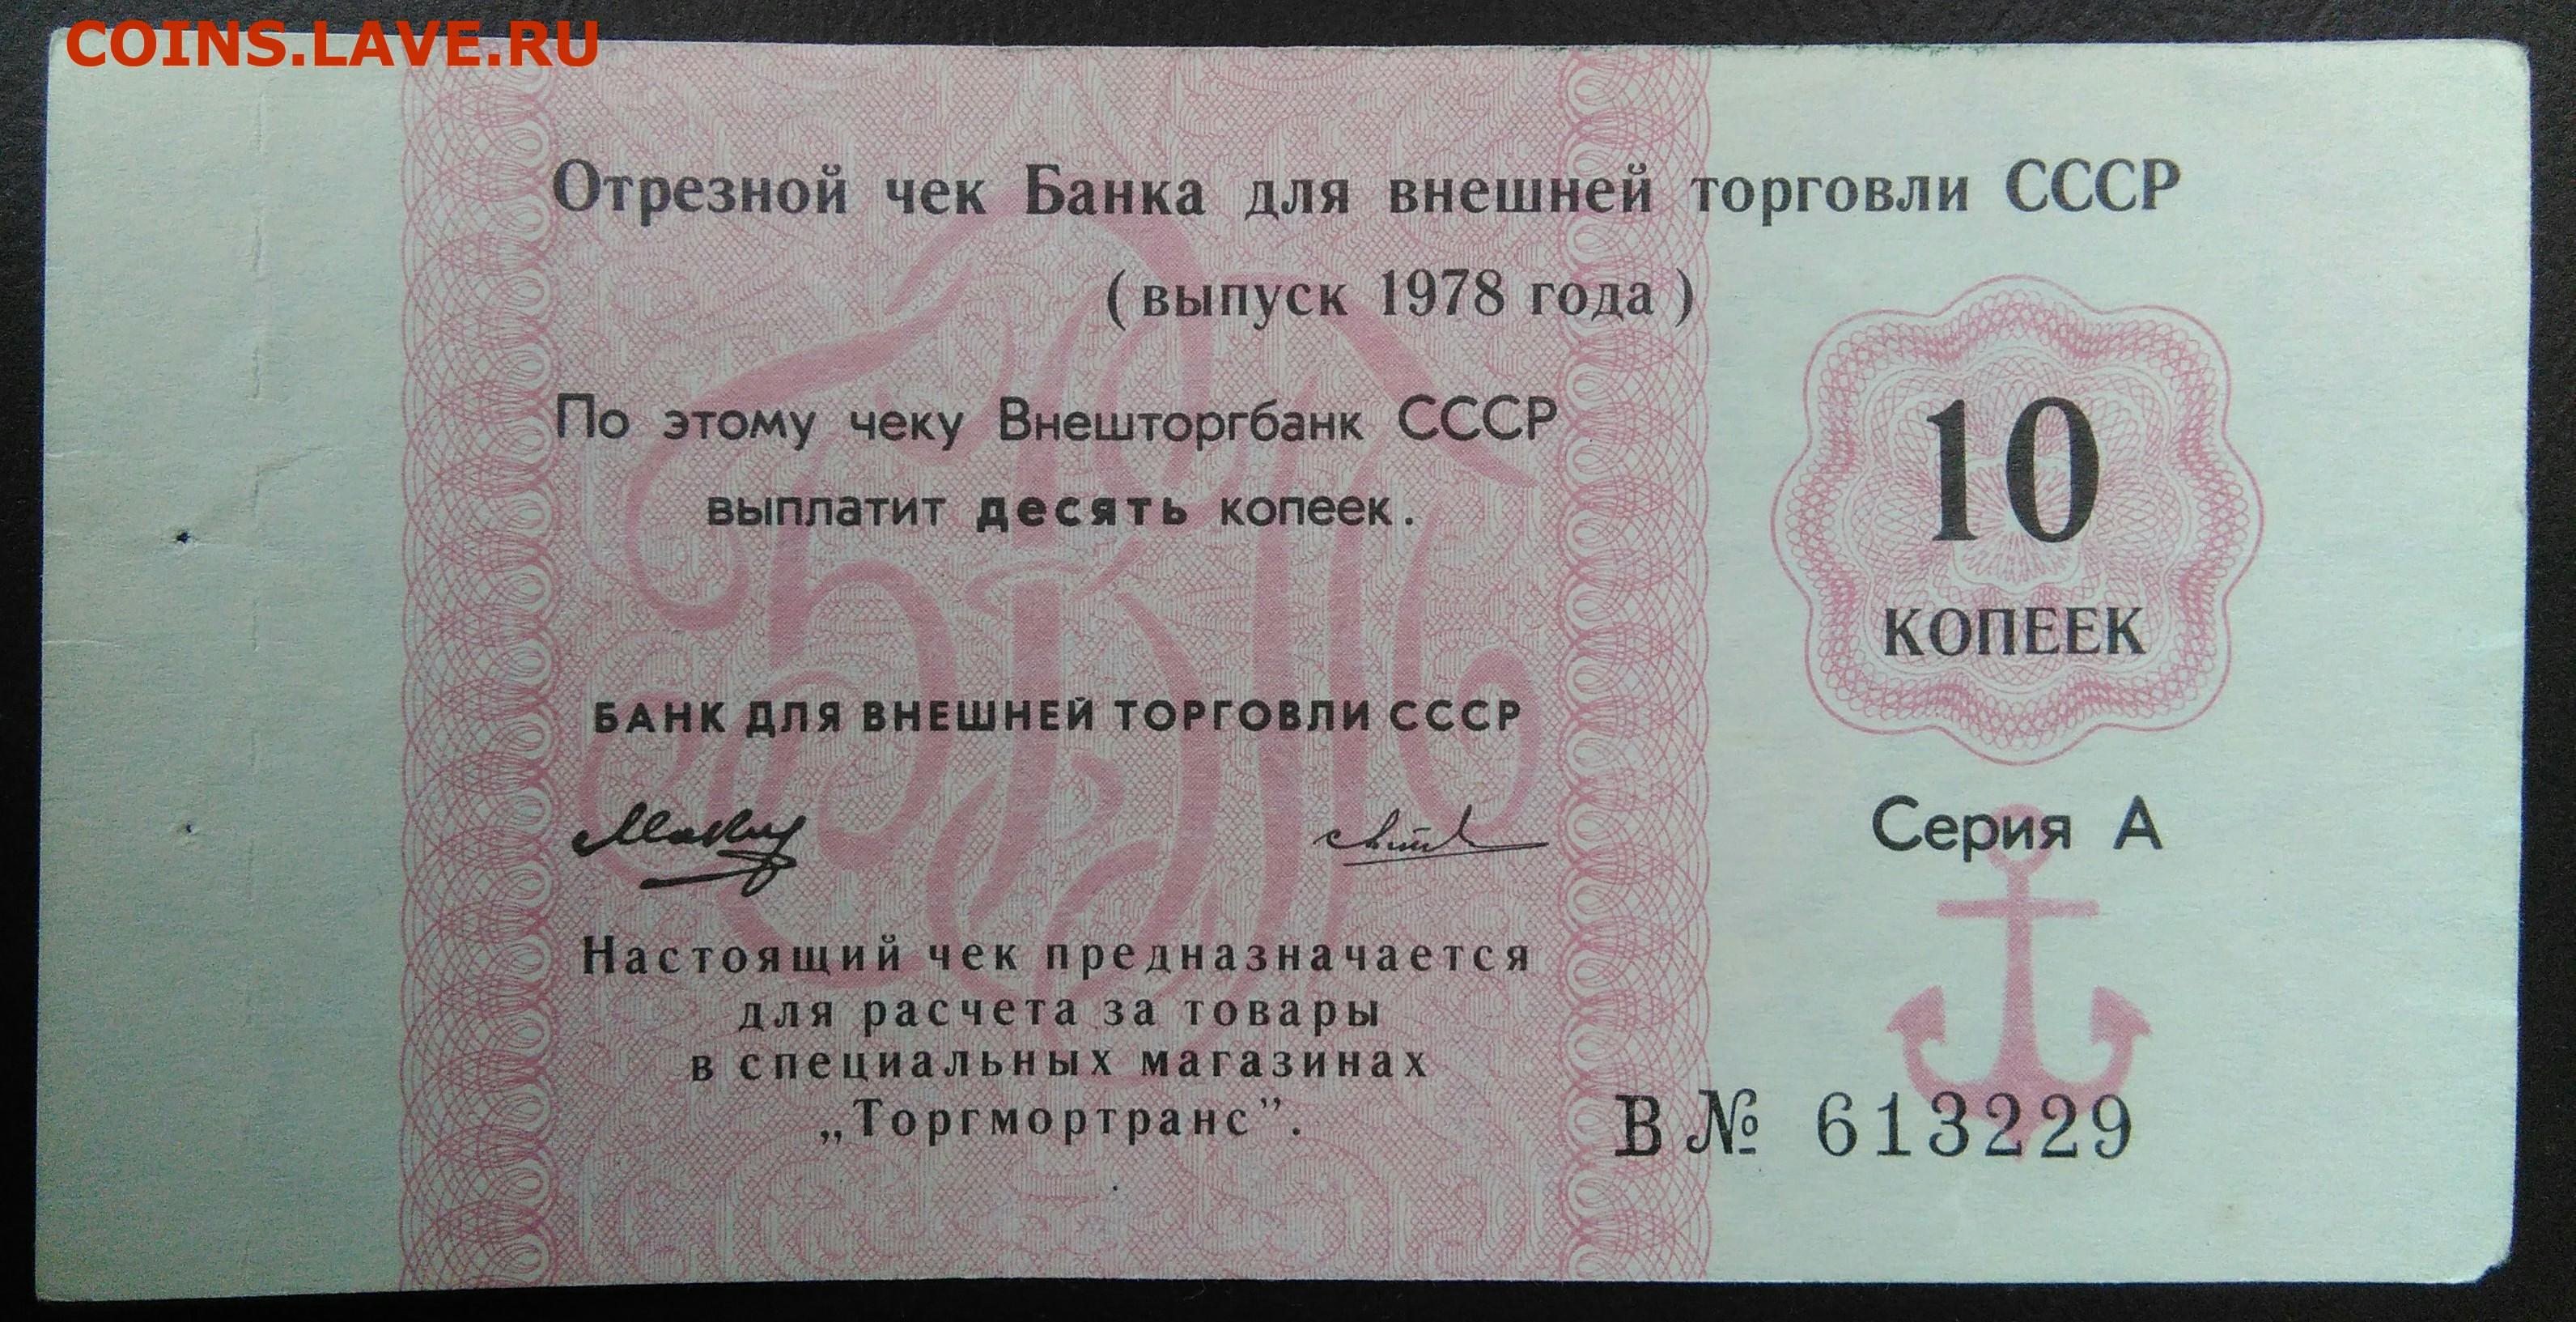 COINS.LAVE.RU
Отрезной чек Банка для внешней торговли СССР
( выпуск 1978 года )
По этому чеку Внешторгбанк СССР
выплатит десять копеек.
10
КОПЕЕК
БАНК ДЛЯ ВНЕШНЕЙ ТОРГОВЛИ СССР
Серия А
Настоящий чек предназначается
для расчета за товары
в специальных магазинах
„Торгмортранс”.
В № 613229